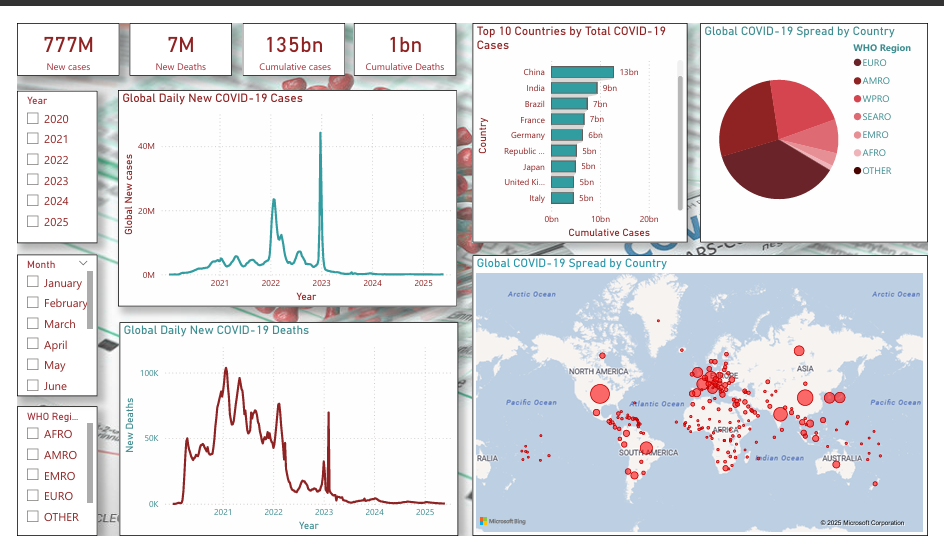 777M
New cases
7M
New Deaths
135bn
Cumulative cases
1bn
Cumulative Deaths
Year
2020
2021
2022
2023
2024
2025
Month
January
February
March
April
May
June
WHO Regi...
AFRO
AMRO
EMRO
EURO
OTHER
Global Daily New COVID-19 Cases
Global New cases
40M
20M
0M
2021
2022
2023
2024
2025
Year
Global Daily New COVID-19 Deaths
New Deaths
100K
50K
0K
2021
2022
2023
2024
2025
Year
Top 10 Countries by Total COVID-19
Cases
Country
China
13bn
India
9bn
Brazil
7bn
France
7bn
Germany
6bn
Republic ...
5bn
Japan
5bn
United Ki...
5bn
Italy
5bn
0bn
10bn
20bn
Cumulative Cases
Global COVID-19 Spread by Country
WHO Region
EURO
AMRO
WPRO
SEARO
EMRO
AFRO
OTHER
Global COVID-19 Spread by Country
Arctic Ocean
Arctic Ocean
NORTH AMERICA
ASIA
Pacific Ocean
Atlantic Ocean
Pacific Ocean
AFRICA
SOUTH AMERICA
Indian Ocean
RALIA
AUSTRALIA
Microsoft Bing
© 2025 Microsoft Corporation